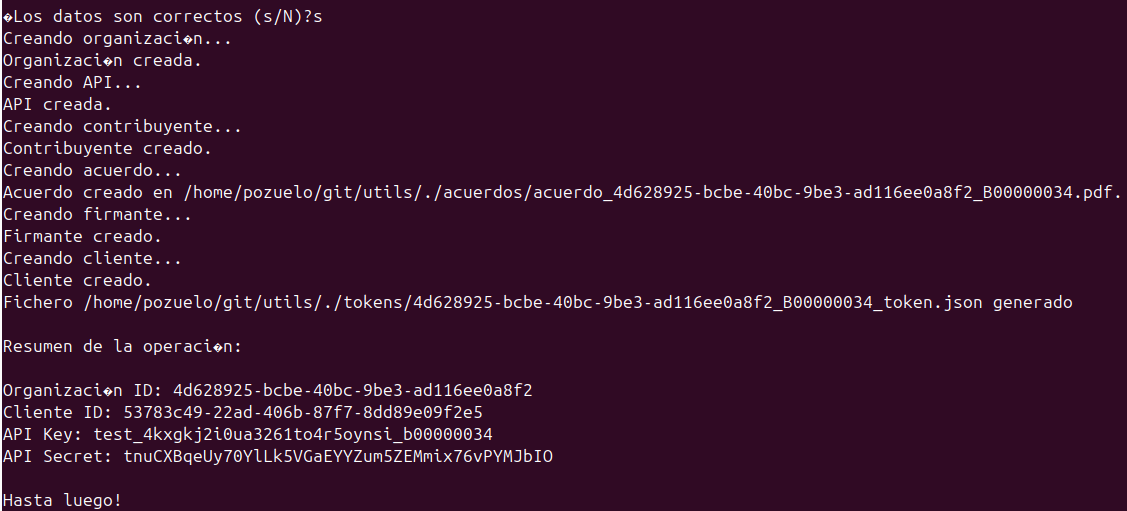 �Los datos son correctos (s/N)?s
Creando organizaci�n...
Organizaci�n creada.
Creando API...
API creada.
Creando contribuyente...
Contribuyente creado.
Creando acuerdo...
Acuerdo creado en /home/pozuelo/git/utils/./acuerdos/acuerdo_4d628925-bcbe-40bc-9be3-ad116ee0a8f2_B00000034.pdf.
Creando firmante...
Firmante creado.
Creando cliente...
Cliente creado.
Fichero /home/pozuelo/git/utils/./tokens/4d628925-bcbe-40bc-9be3-ad116ee0a8f2_B00000034_token.json generado
Resumen de la operaci�n:
Organizaci�n ID: 4d628925-bcbe-40bc-9be3-ad116ee0a8f2
Cliente ID: 53783c49-22ad-406b-87f7-8dd89e09f2e5
API Key: test_4kxgkj2i0ua3261to4r5oynsi_b00000034
API Secret: tnuCXBqeUy70YlLk5VGaEYYZum5ZEMmix76vPYMJbIO
Hasta luego!